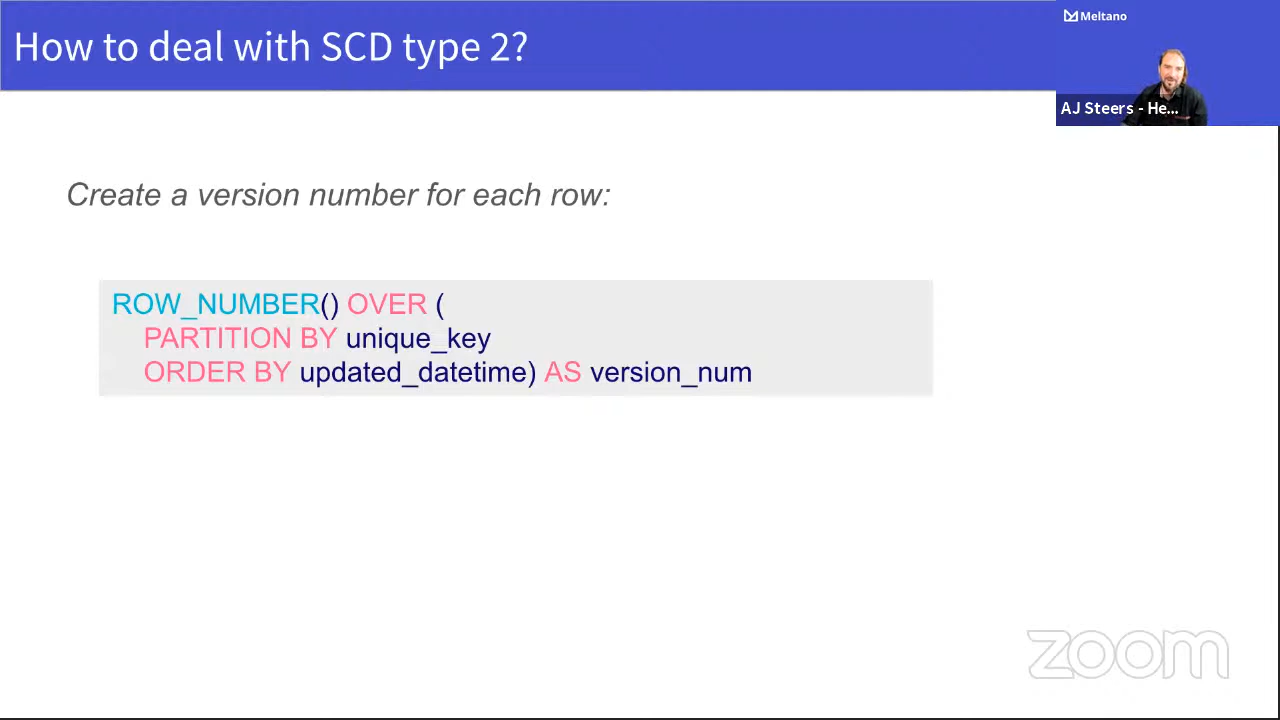 How to deal with SCD type 2?
Meltano
AJ Steers - He...
Create a version number for each row:
ROW_NUMBER() OVER (
PARTITION BY unique_key
ORDER BY updated_datetime) AS version_num
zoom